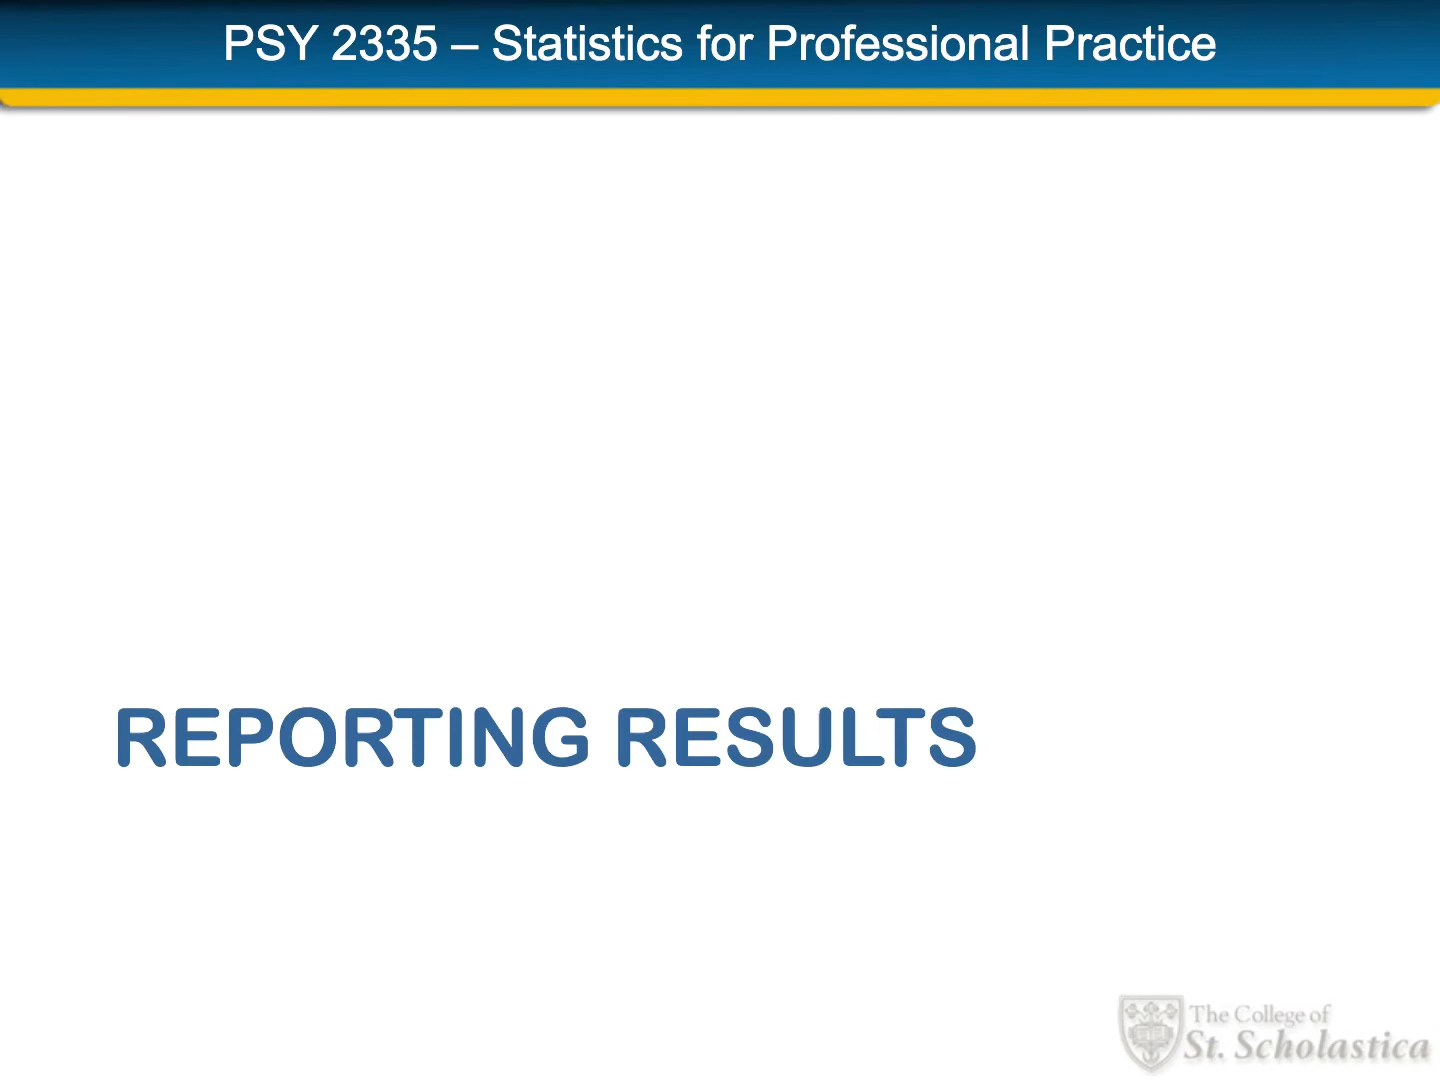 PSY 2335 – Statistics for Professional Practice
REPORTING RESULTS
The College of
St. Scholastica